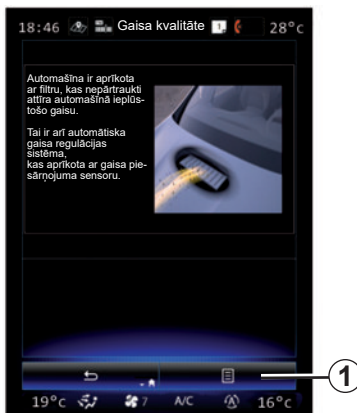 18:46 Gaisa kvalitāte 28°c
Automašīna ir aprīkota
ar filtru, kas nepārtraukti
attīra automašīnā ieplūs-
tošo gaisu.
Tai ir arī automātiska
gaisa regulācijas
sistēma,
kas aprīkota ar gaisa pie-
sārņojuma sensoru.
1
19°c 7 A/C 16°c